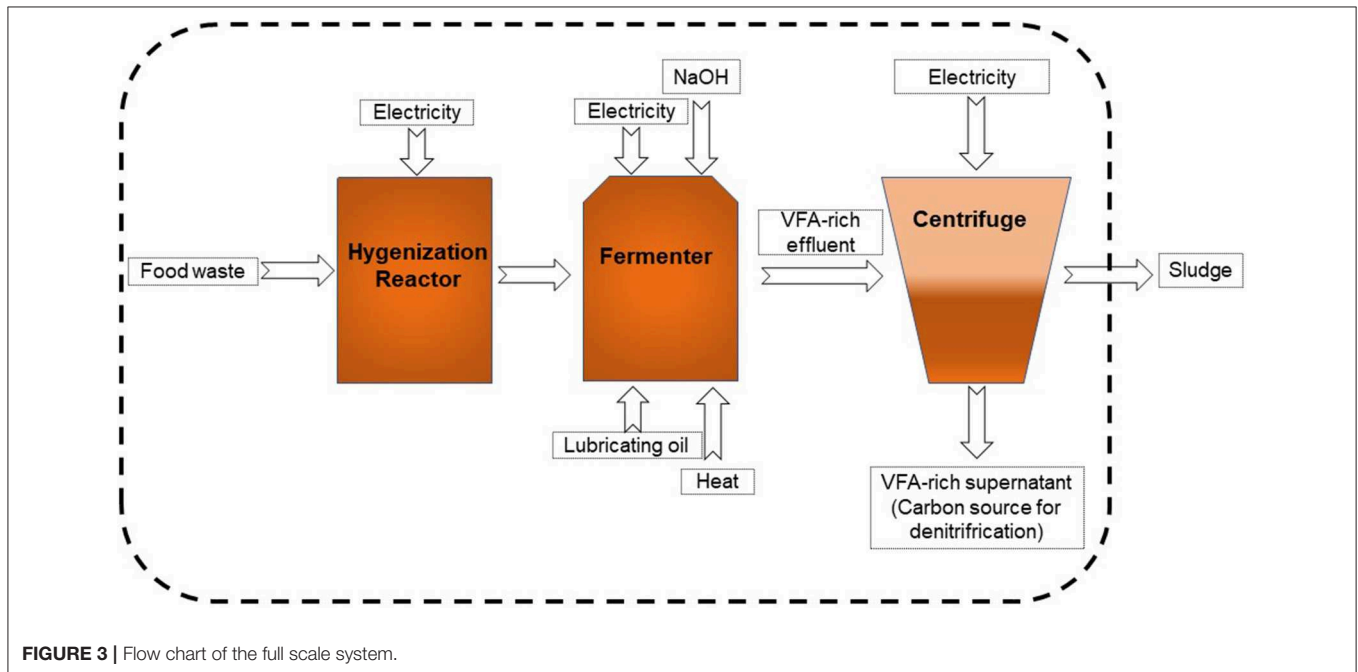 NaOH
Electricity
Electricity
Electricity
Food waste
Hygenization
Reactor
Fermenter
VFA-rich
effluent
Centrifuge
Sludge
Lubricating oil
Heat
VFA-rich supernatant
(Carbon source for
denitrifrication)
FIGURE 3 | Flow chart of the full scale system.